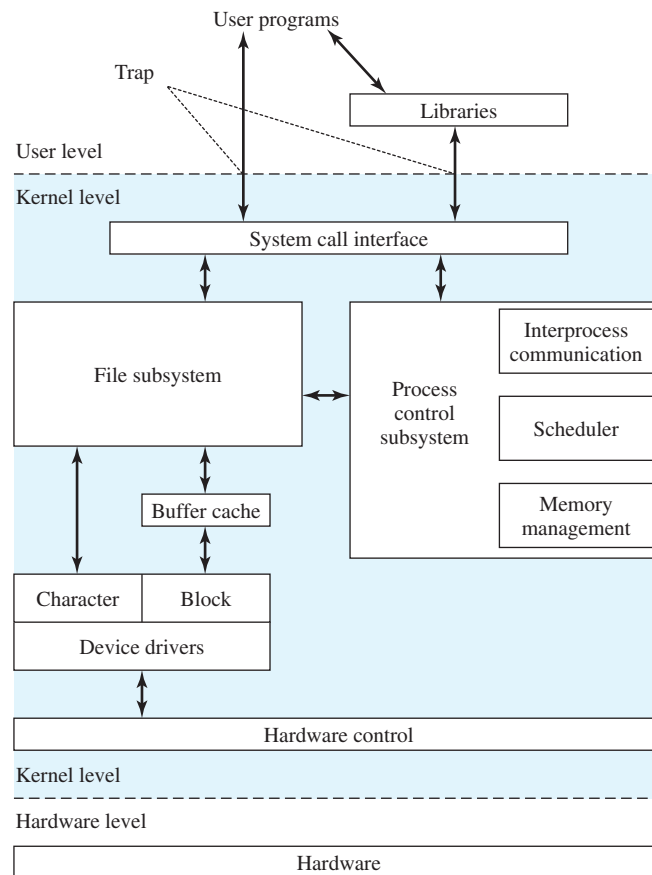 User programs
Trap
Libraries
User level
Kernel level
System call interface
File subsystem
Process
control
subsystem
Interprocess
communication
Scheduler
Memory
management
Buffer cache
Character
Block
Device drivers
Hardware control
Kernel level
Hardware level
Hardware